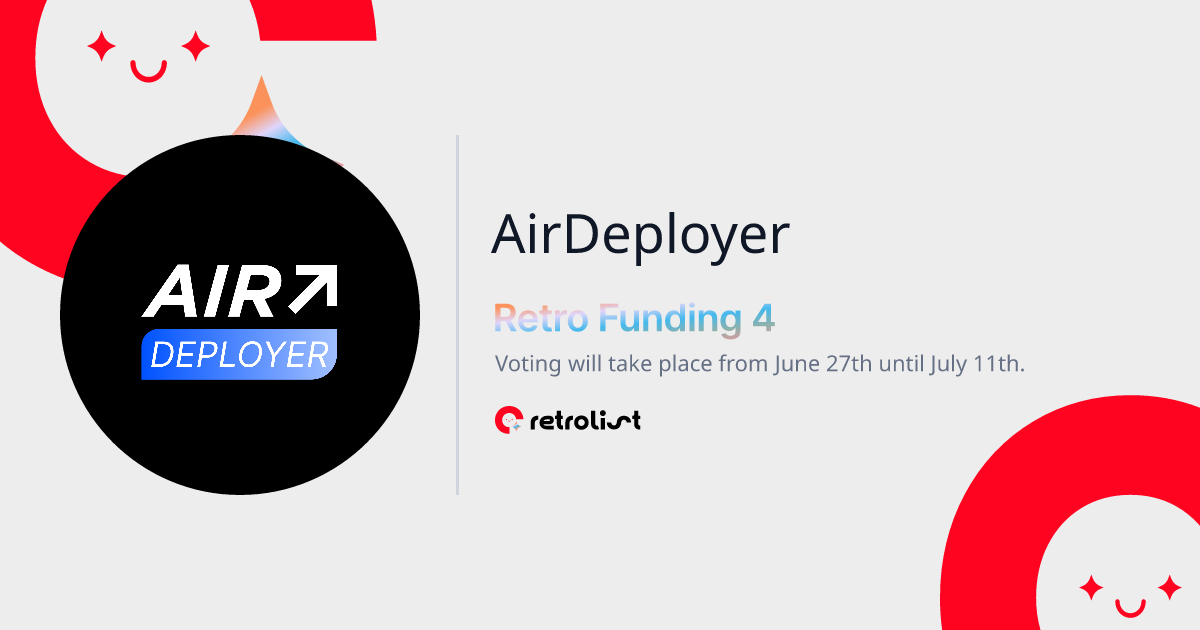 AIR
DEPLOYER
AirDeployer
Retro Funding 4
Voting will take place from June 27th until July 11th.
retrolist